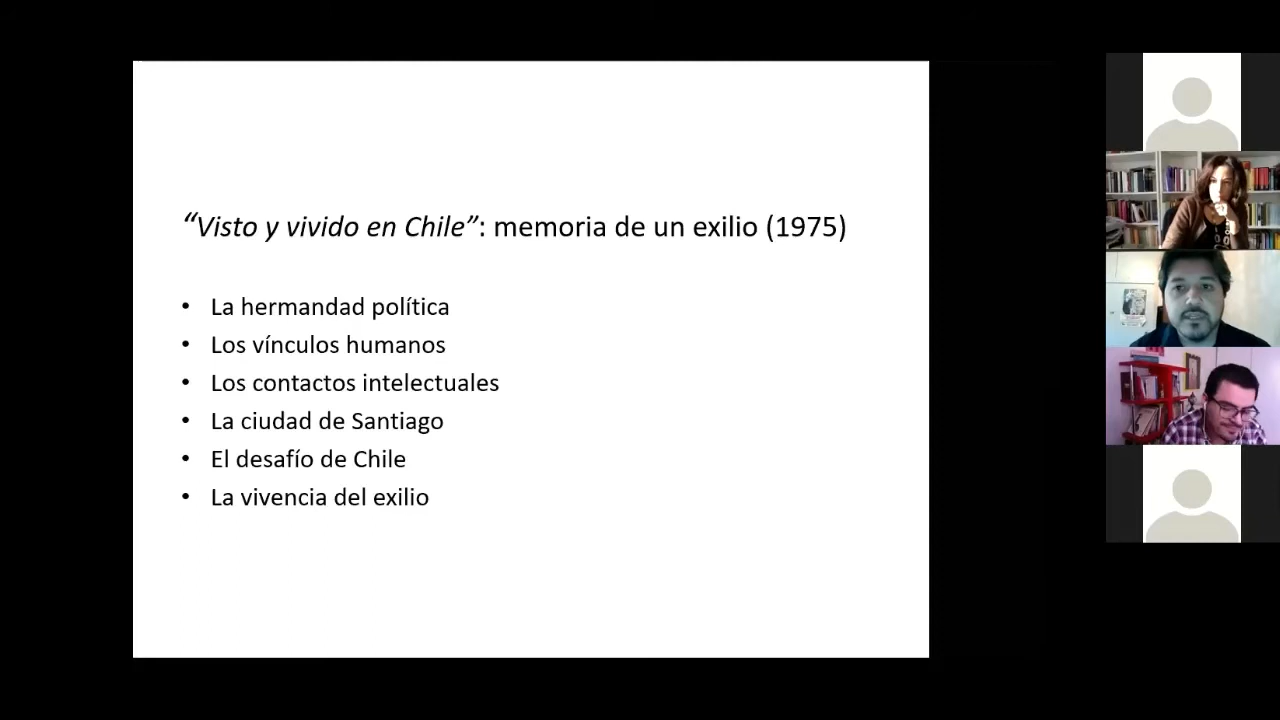 “Visto y vivido en Chile”: memoria de un exilio (1975)
• La hermandad política
• Los vínculos humanos
• Los contactos intelectuales
• La ciudad de Santiago
• El desafío de Chile
• La vivencia del exilio